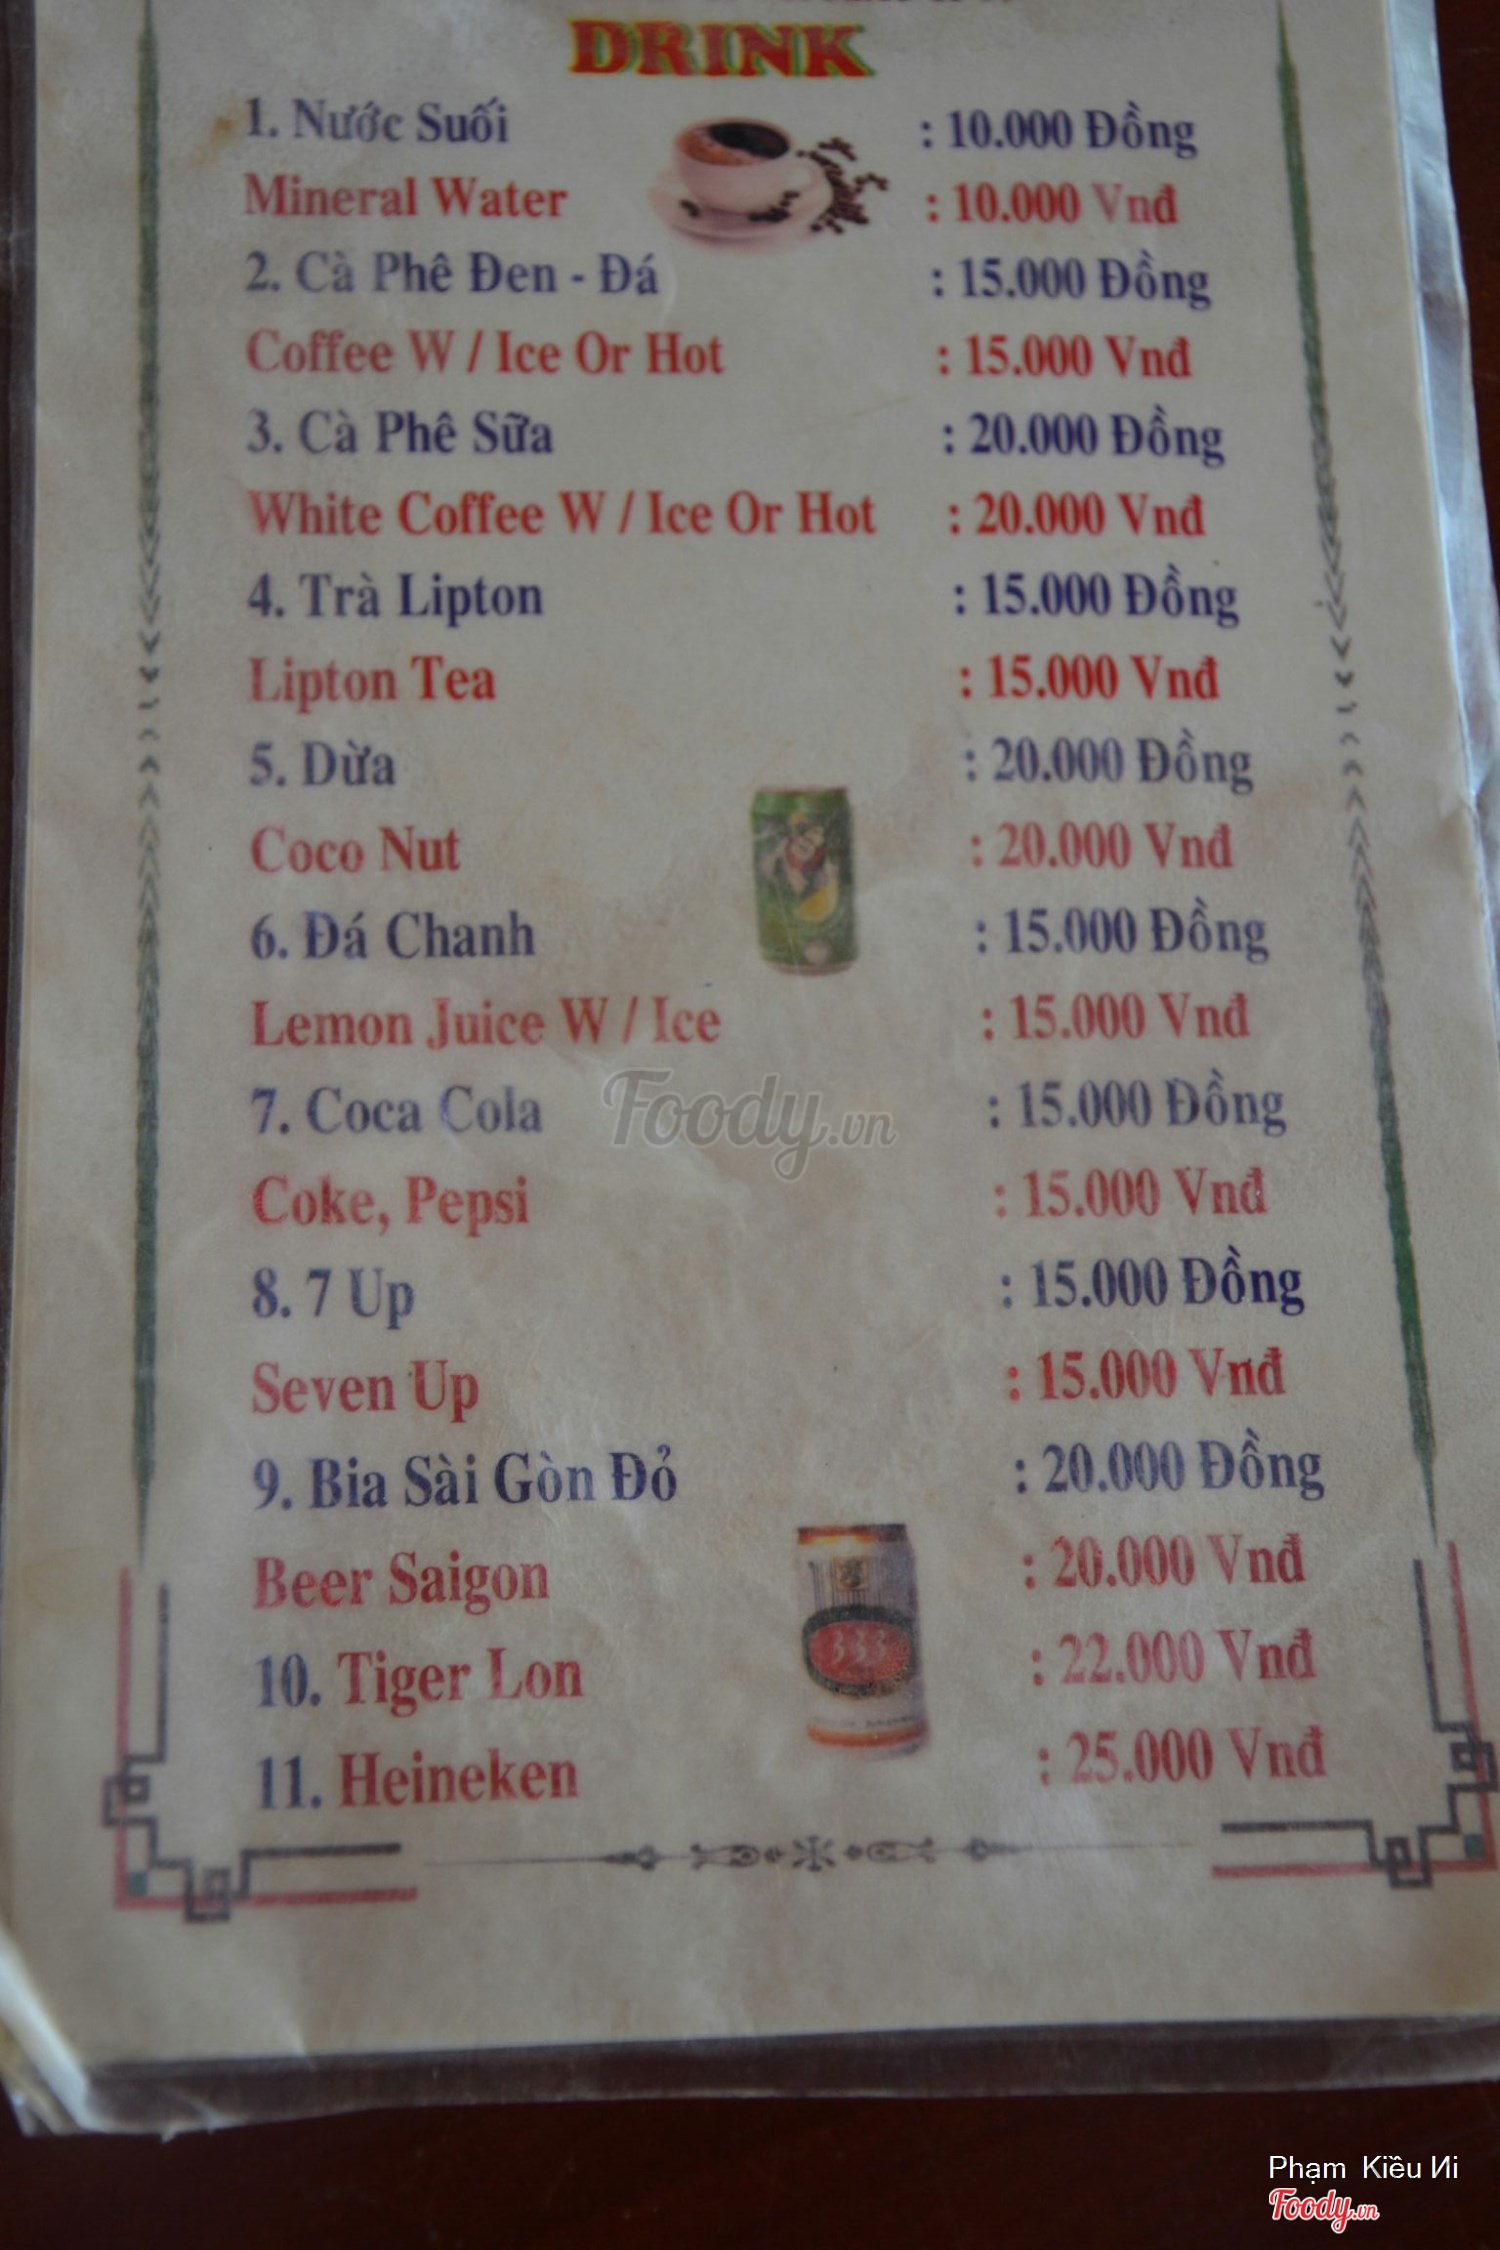 DRINK
1. Nước Suối : 10.000 Đồng
Mineral Water : 10.000 Vnđ
2. Cà Phê Đen - Đá : 15.000 Đồng
Coffee W / Ice Or Hot : 15.000 Vnđ
3. Cà Phê Sữa : 20.000 Đồng
White Coffee W / Ice Or Hot : 20.000 Vnđ
4. Trà Lipton : 15.000 Đồng
Lipton Tea : 15.000 Vnđ
5. Dừa : 20.000 Đồng
Coco Nut : 20.000 Vnđ
6. Đá Chanh : 15.000 Đồng
Lemon Juice W / Ice : 15.000 Vnđ
7. Coca Cola : 15.000 Đồng
Foody.vn
Coke, Pepsi : 15.000 Vnđ
8. 7 Up : 15.000 Đồng
Seven Up : 15.000 Vnđ
9. Bia Sài Gòn Đỏ : 20.000 Đồng
Beer Saigon : 20.000 Vnđ
333
10. Tiger Lon : 22.000 Vnđ
11. Heineken : 25.000 Vnđ
Phạm Kiều Иi
Foody.vn